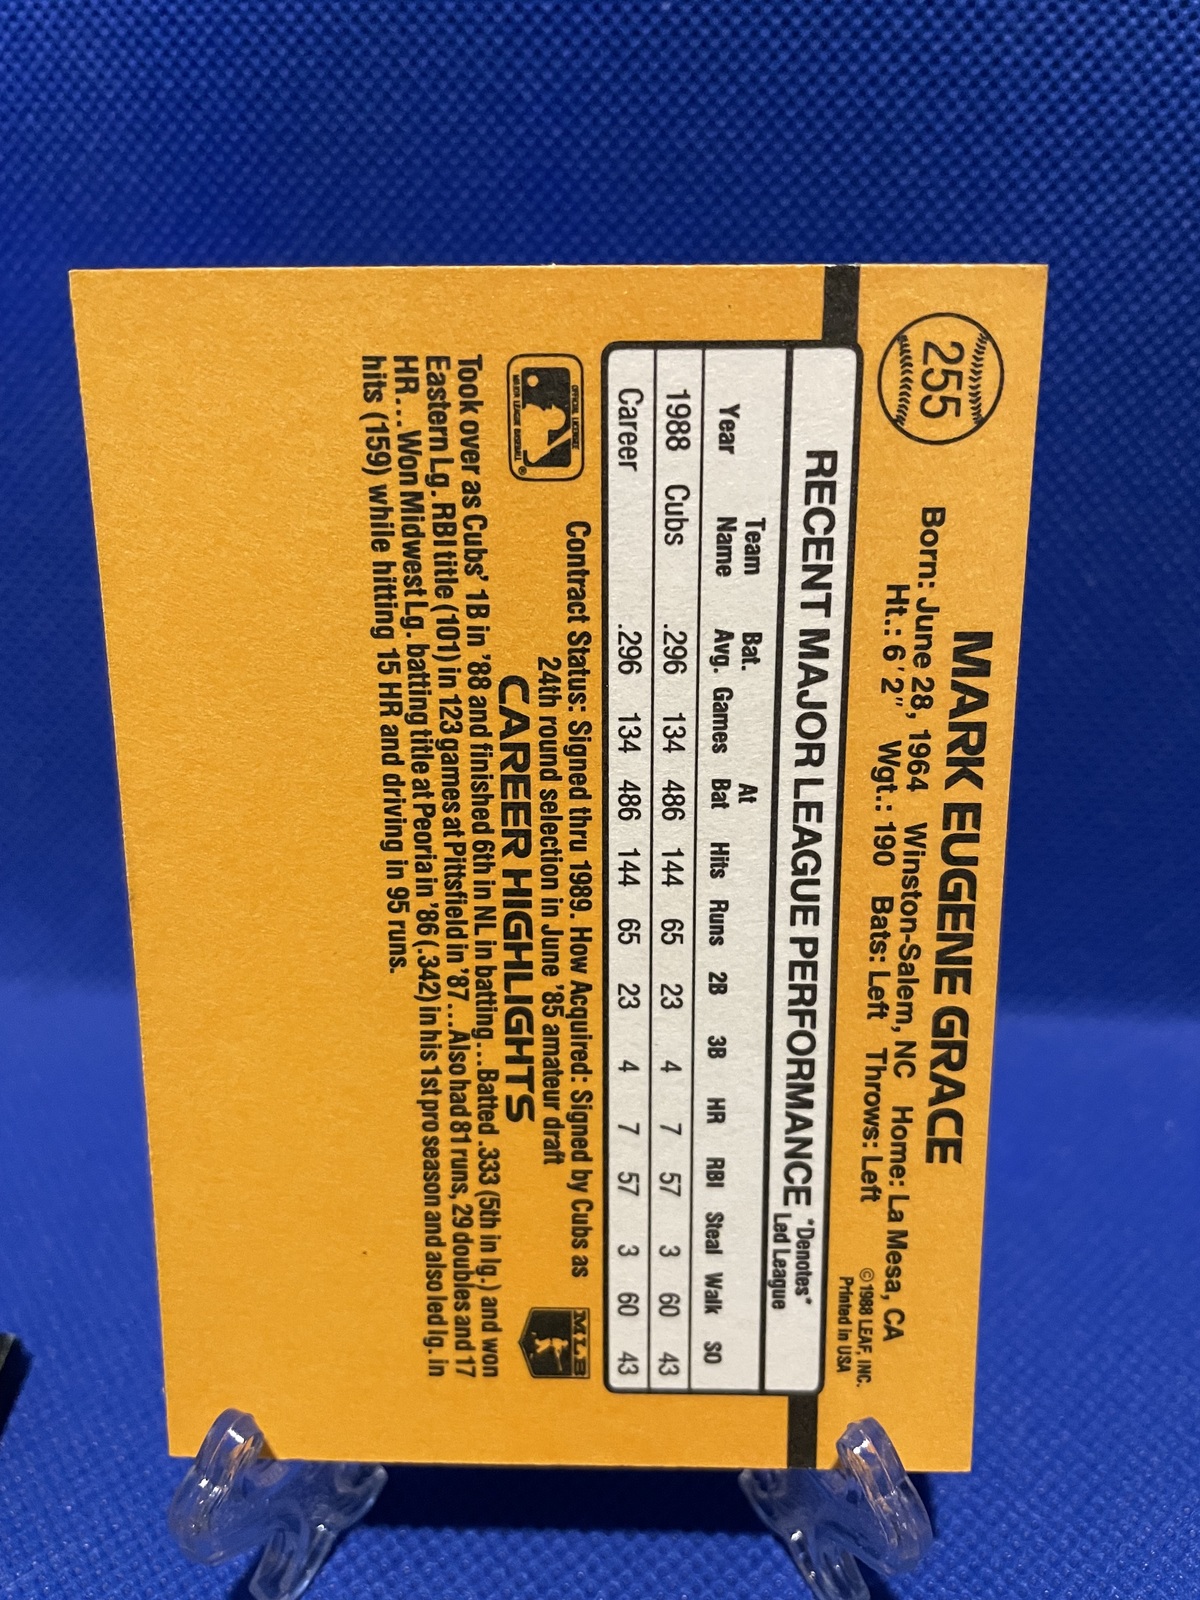 255
MARK EUGENE GRACE
Born: June 28, 1964 Winston-Salem, NC Home: La Mesa, CA
Ht.: 6'2" Wgt.: 190 Bats: Left Throws: Left
©1988 LEAF, INC.
Printed in USA
RECENT MAJOR LEAGUE PERFORMANCE *Denotes* Led League
Year Team Name Bat. Avg. Games At Bat Hits Runs 2B 3B HR RBI Steal Walk SO
1988 Cubs .296 134 486 144 65 23 4 7 57 3 60 43
Career .296 134 486 144 65 23 4 7 57 3 60 43
OFFICIAL LICENSEE
MAJOR LEAGUE BASEBALL
®
Contract Status: Signed thru 1989. How Acquired: Signed by Cubs as
24th round selection in June '85 amateur draft
MLB
CAREER HIGHLIGHTS
Took over as Cubs' 1B in '88 and finished 6th in NL in batting...Batted .333 (5th in lg.) and won
Eastern Lg. RBI title (101) in 123 games at Pittsfield in '87...Also had 81 runs, 29 doubles and 17
HR...Won Midwest Lg. batting title at Peoria in '86 (.342) in his 1st pro season and also led lg. in
hits (159) while hitting 15 HR and driving in 95 runs.